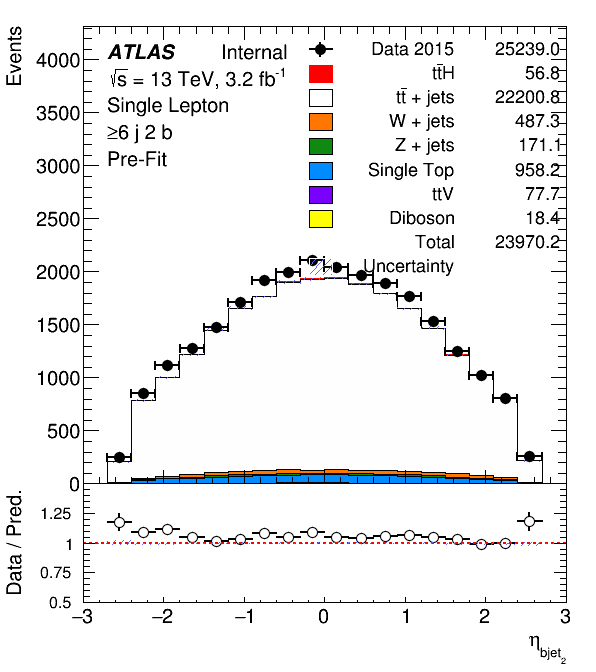 Events
4000
3500
3000
2500
2000
1500
1000
500
0
ATLAS Internal
√s = 13 TeV, 3.2 fb⁻¹
Single Lepton
≥6 j 2 b
Pre-Fit
Data 2015 25239.0
tt̄H 56.8
tt̄ + jets 22200.8
W + jets 487.3
Z + jets 171.1
Single Top 958.2
ttV 77.7
Diboson 18.4
Total 23970.2
Uncertainty
Data / Pred.
1.25
1
0.75
0.5
−3 −2 −1 0 1 2 3
η_bjet₂